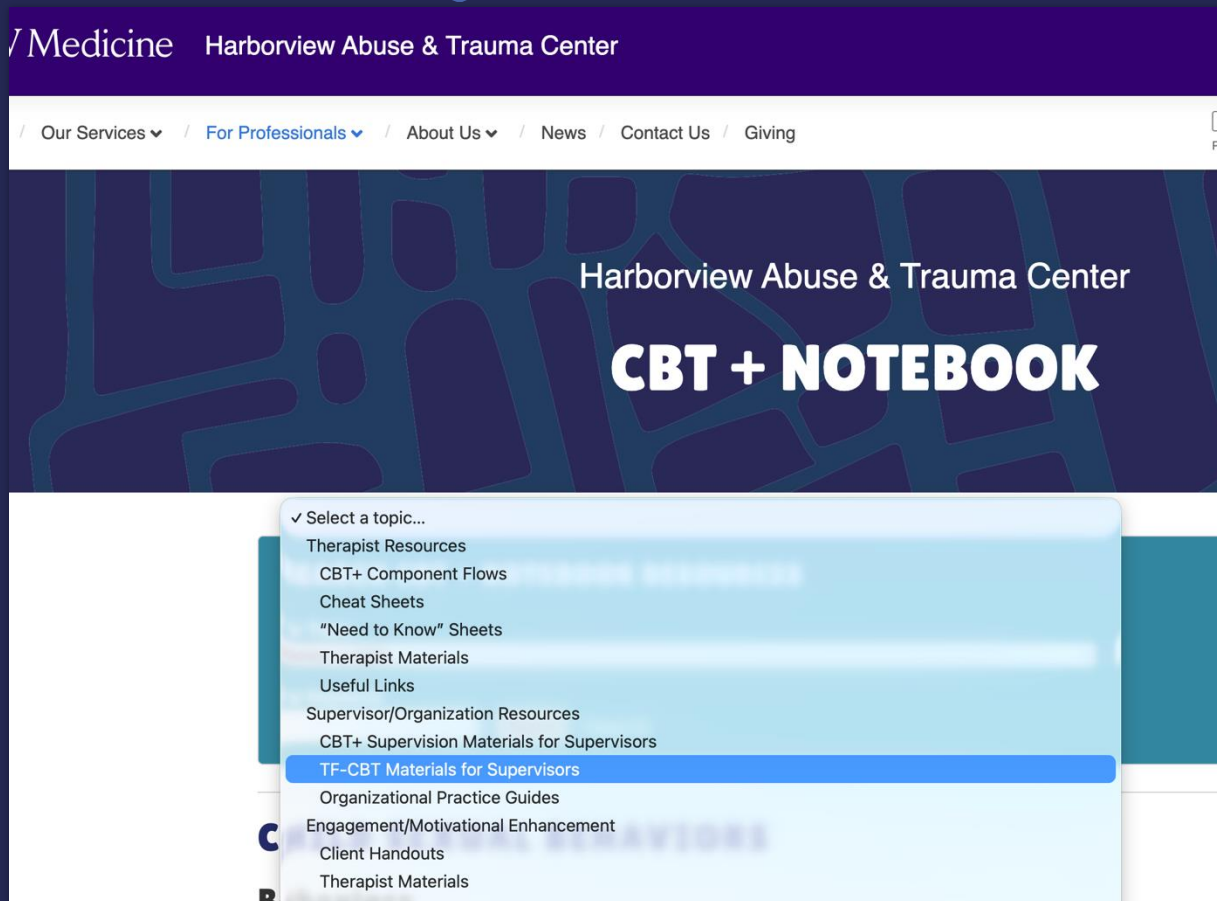 Medicine Harborview Abuse & Trauma Center
/ Our Services / For Professionals / About Us / News / Contact Us / Giving
Harborview Abuse & Trauma Center
CBT + NOTEBOOK
✓ Select a topic...
Therapist Resources
CBT+ Component Flows
Cheat Sheets
“Need to Know” Sheets
Therapist Materials
Useful Links
Supervisor/Organization Resources
CBT+ Supervision Materials for Supervisors
TF-CBT Materials for Supervisors
Organizational Practice Guides
Engagement/Motivational Enhancement
Client Handouts
Therapist Materials